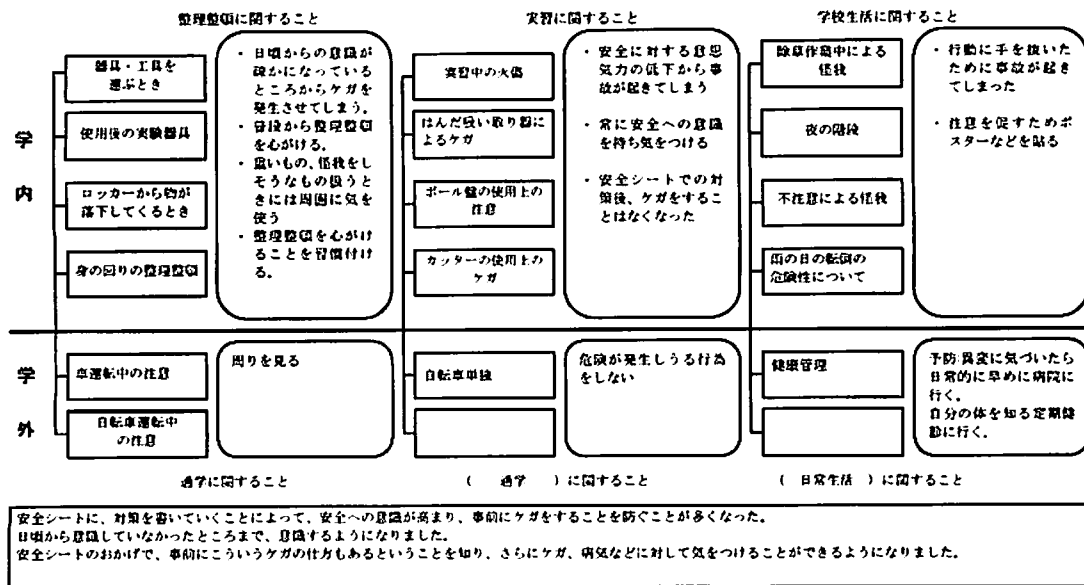 整理整頓に関すること
実習に関すること
学校生活に関すること
学
内
器具・工具を
運ぶとき
使用後の実験器具
ロッカーから物が
落下してくるとき
身の回りの整理整頓
・ 日頃からの意識が
疎かになっている
ところからケガを
発生させてしまう。
・ 普段から整理整頓
を心がける。
・ 重いもの、怪我をし
そうなもの扱うと
きには周囲に気を
使う
・ 整理整頓を心がけ
ることを習慣付け
る。
実習中の火傷
はんだ吸い取り器に
よるケガ
ボール盤の使用上の
注意
カッターの使用上の
ケガ
・ 安全に対する意思
気力の低下から事
故が起きてしまう
・ 常に安全への意識
を持ち気をつける
・ 安全シートでの対
策後、ケガをするこ
とはなくなった
除草作業中による
怪我
夜の階段
不注意による怪我
雨の日の転倒の
危険性について
・ 行動に手を抜いた
ために事故が起き
てしまった
・ 注意を促すためポ
スターなどを貼る
学
外
車運転中の注意
自転車運転中
の注意
周りを見る
自転車単独
危険が発生しうる行為
をしない
健康管理
予防:異変に気づいたら
日常的に早めに病院に
行く。
自分の体を知る定期健
診に行く。
通学に関すること
( 通学 )に関すること
( 日常生活 )に関すること
安全シートに、対策を書いていくことによって、安全への意識が高まり、事前にケガをすることを防ぐことが多くなった。
日頃から意識していなかったところまで、意識するようになりました。
安全シートのおかげで、事前にこういうケガの仕方もあるということを知り、さらにケガ、病気などに対して気をつけることができるようになりました。